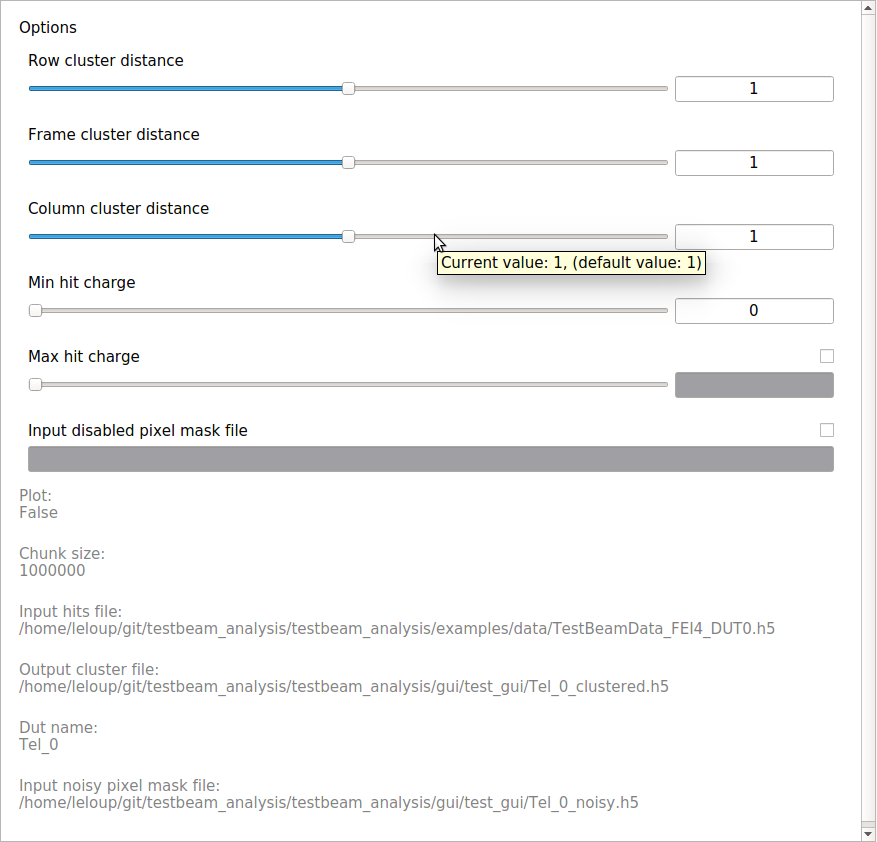 Options
Row cluster distance
1
Frame cluster distance
1
Column cluster distance
1
Current value: 1, (default value: 1)
Min hit charge
0
Max hit charge
Input disabled pixel mask file
Plot:
False
Chunk size:
1000000
Input hits file:
/home/leloup/git/testbeam_analysis/testbeam_analysis/examples/data/TestBeamData_FEI4_DUT0.h5
Output cluster file:
/home/leloup/git/testbeam_analysis/testbeam_analysis/gui/test_gui/Tel_0_clustered.h5
Dut name:
Tel_0
Input noisy pixel mask file:
/home/leloup/git/testbeam_analysis/testbeam_analysis/gui/test_gui/Tel_0_noisy.h5